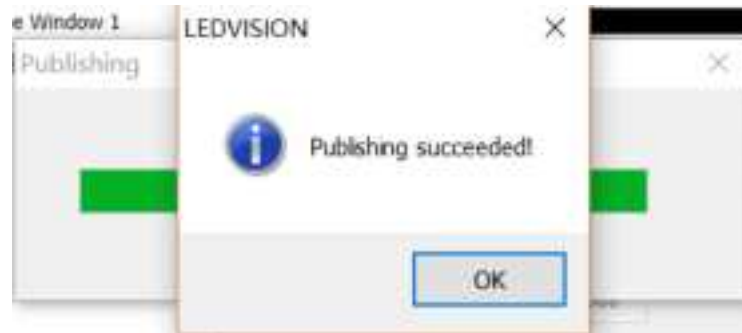 e Window 1
LEDVISION
Publishing
Publishing succeeded!
OK